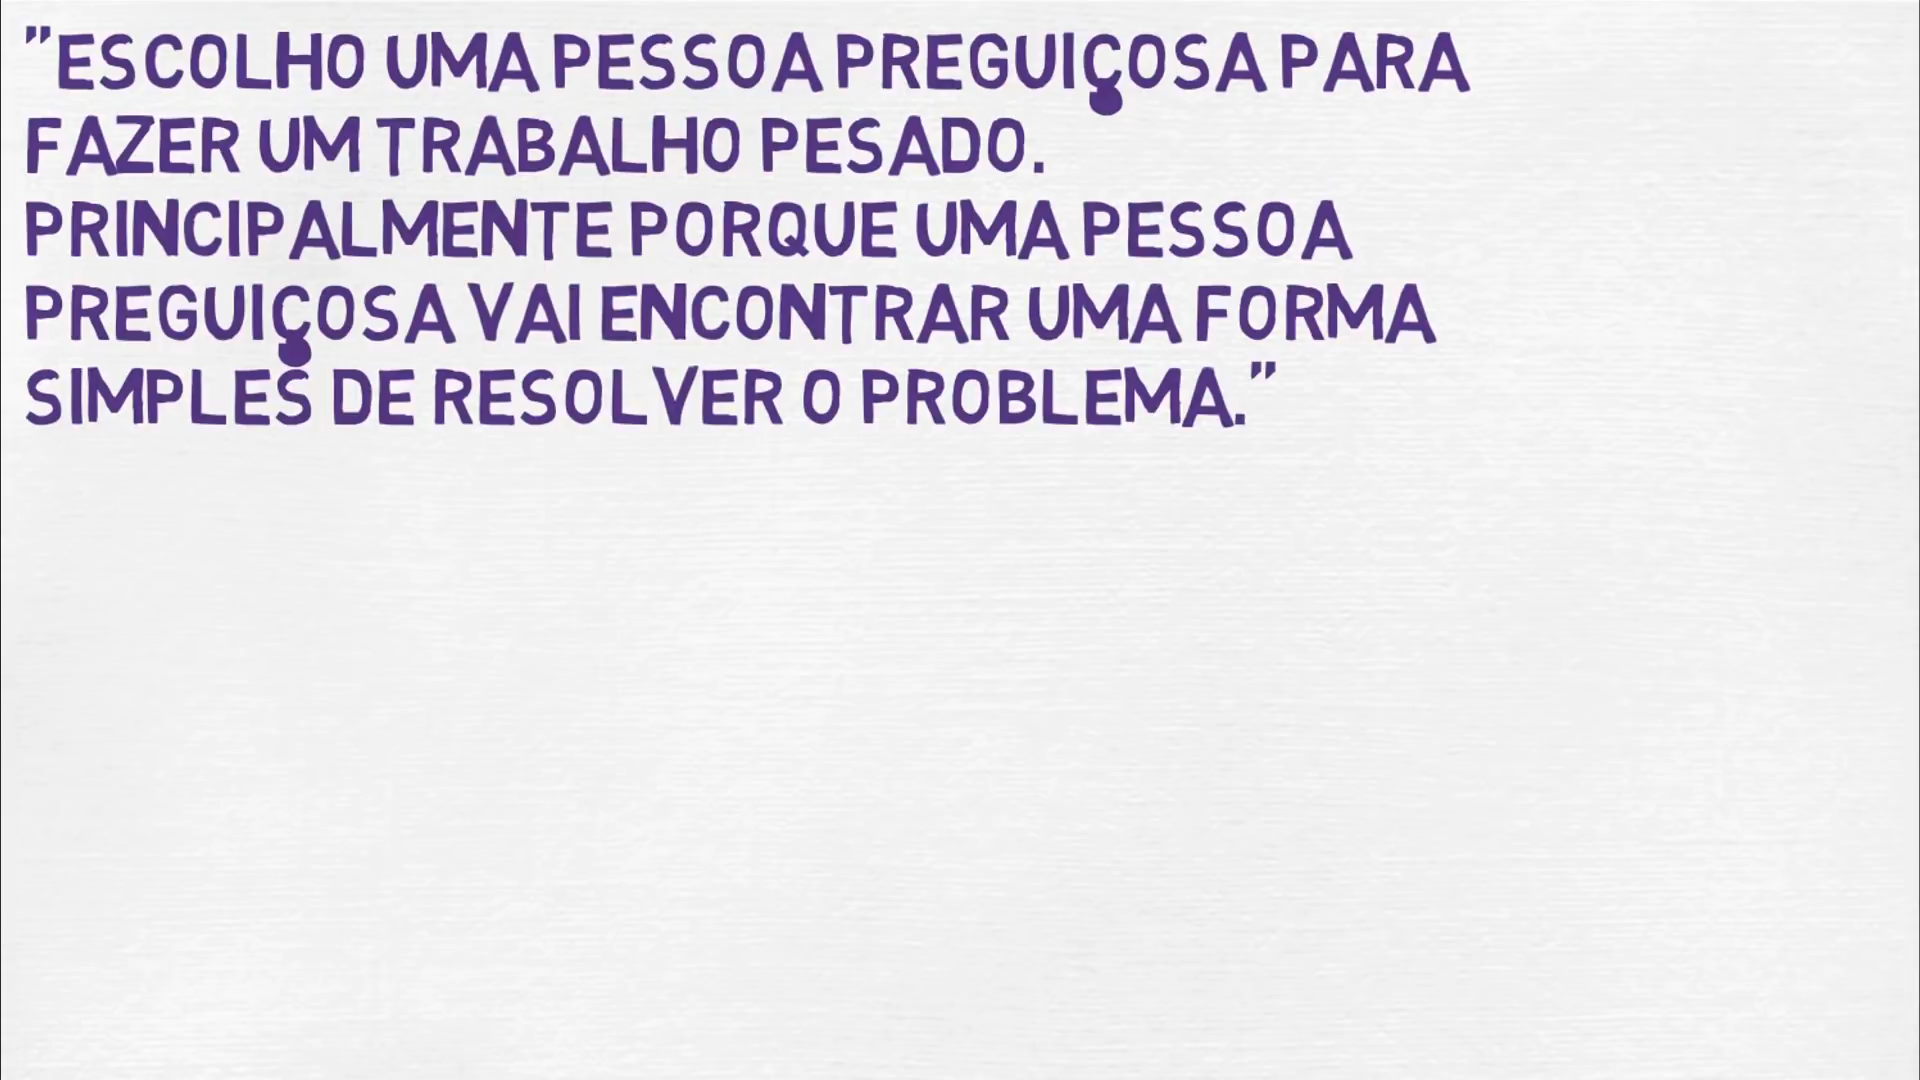 "ESCOLHO UMA PESSOA PREGUIÇOSA PARA
FAZER UM TRABALHO PESADO.
PRINCIPALMENTE PORQUE UMA PESSOA
PREGUIÇOSA VAI ENCONTRAR UMA FORMA
SIMPLES DE RESOLVER O PROBLEMA."